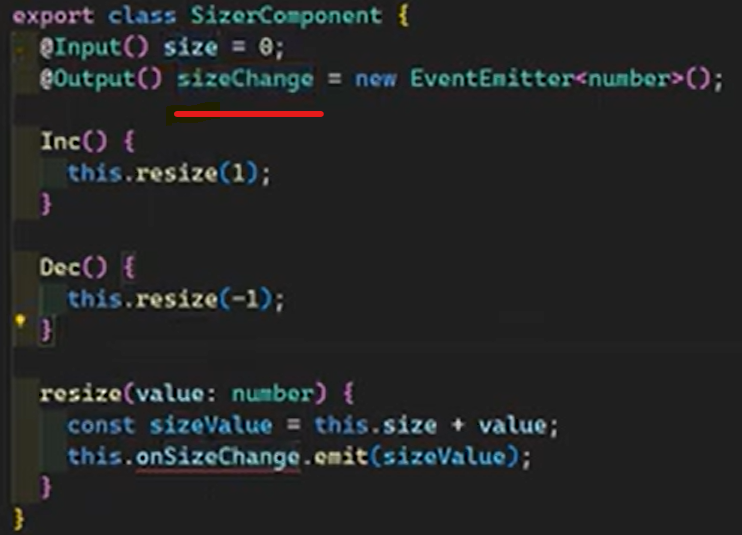 export class SizerComponent {
@Input() size = 0;
@Output() sizeChange = new EventEmitter<number>();
Inc() {
this.resize(1);
}
Dec() {
this.resize(-1);
}
resize(value: number) {
const sizeValue = this.size + value;
this.onSizeChange.emit(sizeValue);
}
}